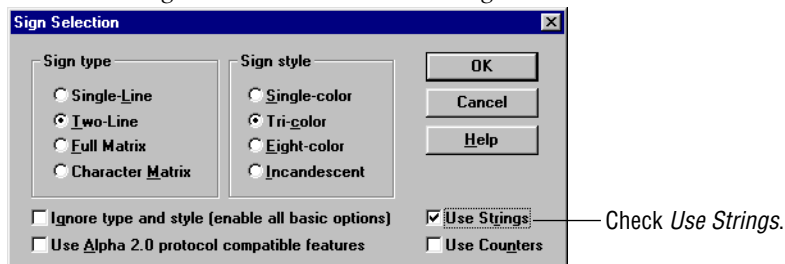 Sign Selection
Sign type
Single-Line
Two-Line
Full Matrix
Character Matrix
Sign style
Single-color
Tri-color
Eight-color
Incandescent
OK
Cancel
Help
Ignore type and style (enable all basic options)
Use Alpha 2.0 protocol compatible features
Use Strings
Use Counters
Check Use Strings.